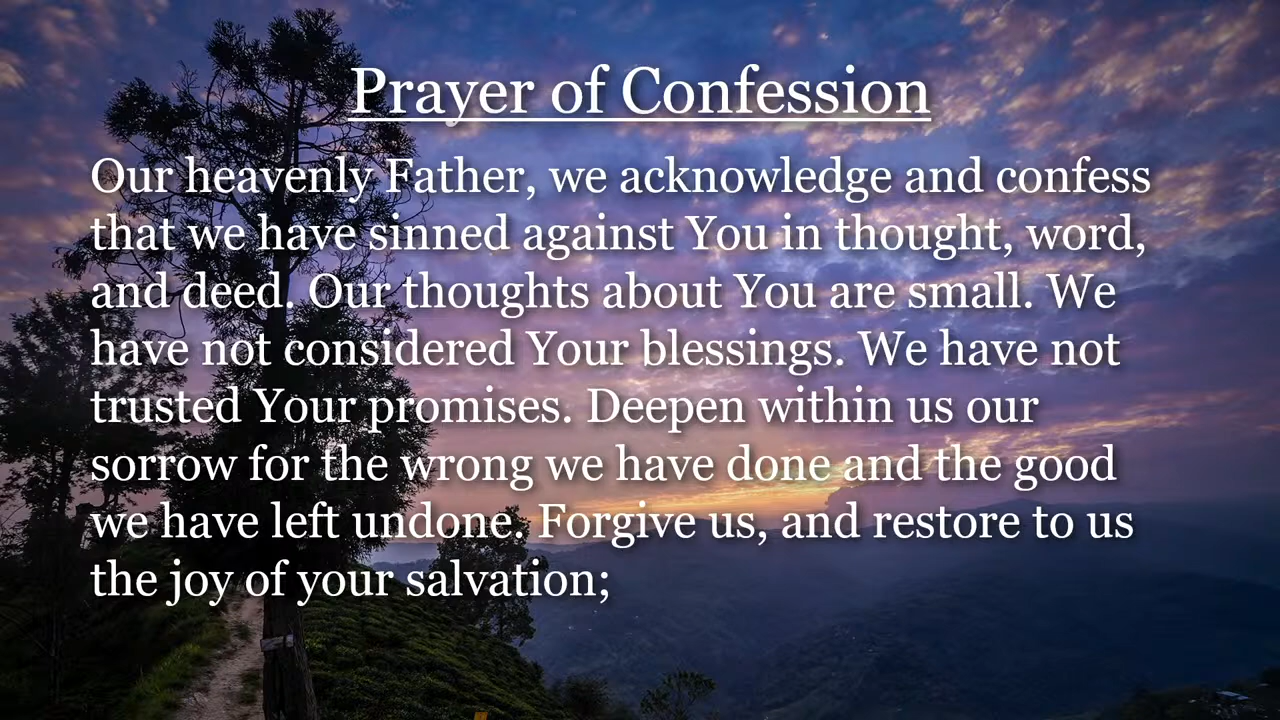 Prayer of Confession
Our heavenly Father, we acknowledge and confess
that we have sinned against You in thought, word,
and deed. Our thoughts about You are small. We
have not considered Your blessings. We have not
trusted Your promises. Deepen within us our
sorrow for the wrong we have done and the good
we have left undone. Forgive us, and restore to us
the joy of your salvation;